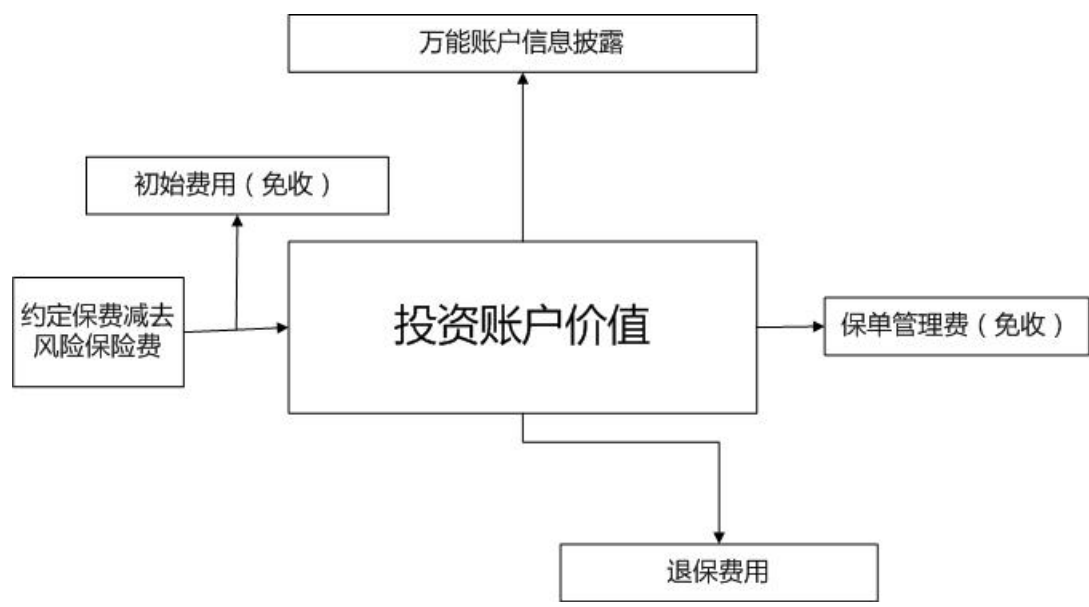 万能账户信息披露
初始费用（免收）
约定保费减去
风险保险费
投资账户价值
保单管理费（免收）
退保费用